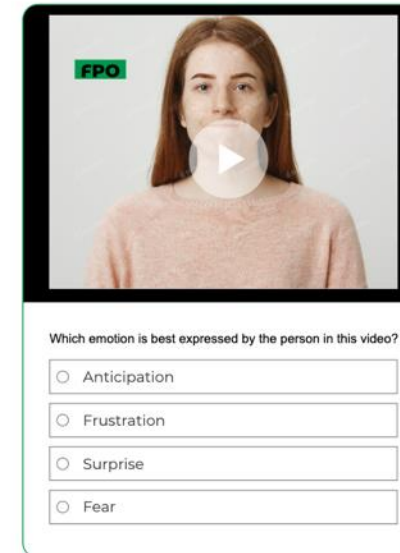 FPO
Which emotion is best expressed by the person in this video?
Anticipation
Frustration
Surprise
Fear